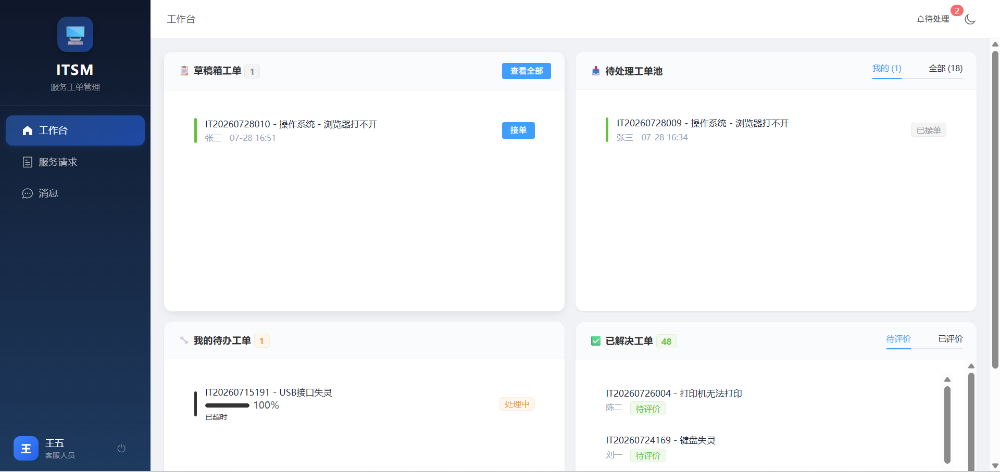 ITSM
服务工单管理
工作台
服务请求
消息
王
王五
客服人员
工作台
待处理
2
草稿箱工单 1
查看全部
IT20260728010 - 操作系统 - 浏览器打不开
张三 07-28 16:51
接单
待处理工单池
我的 (1) 全部 (18)
IT20260728009 - 操作系统 - 浏览器打不开
张三 07-28 16:34
已接单
我的待办工单 1
IT20260715191 - USB接口失灵
100%
已超时
处理中
已解决工单 48
待评价 已评价
IT20260726004 - 打印机无法打印
陈二 待评价
IT20260724169 - 键盘失灵
刘一 待评价